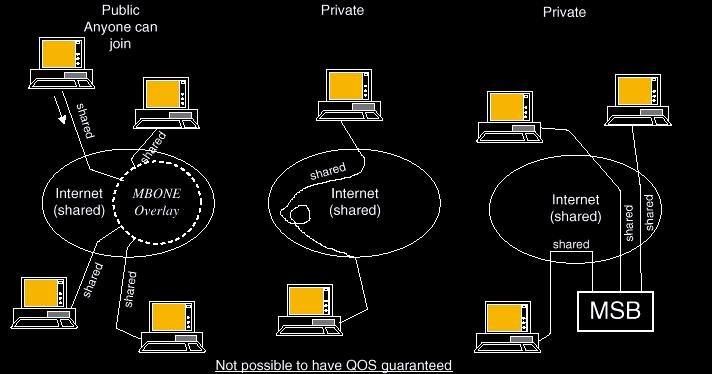 Public
Anyone can
join
shared
shared
Internet
(shared)
MBONE
Overlay
shared
shared
Private
shared
Internet
(shared)
Private
Internet
(shared)
shared
shared
shared
MSB
Not possible to have QOS guaranteed